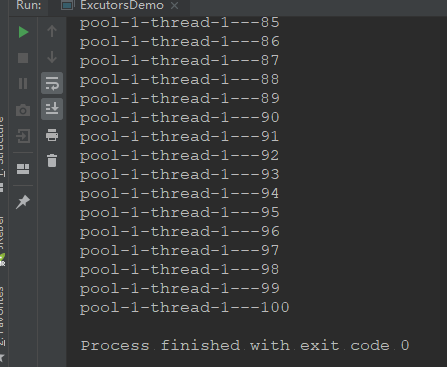 Run: ExcutorsDemo ×
pool-1-thread-1---85
pool-1-thread-1---86
pool-1-thread-1---87
pool-1-thread-1---88
pool-1-thread-1---89
pool-1-thread-1---90
pool-1-thread-1---91
pool-1-thread-1---92
pool-1-thread-1---93
pool-1-thread-1---94
pool-1-thread-1---95
pool-1-thread-1---96
pool-1-thread-1---97
pool-1-thread-1---98
pool-1-thread-1---99
pool-1-thread-1---100
Process finished with exit code 0
Structure
Favorites